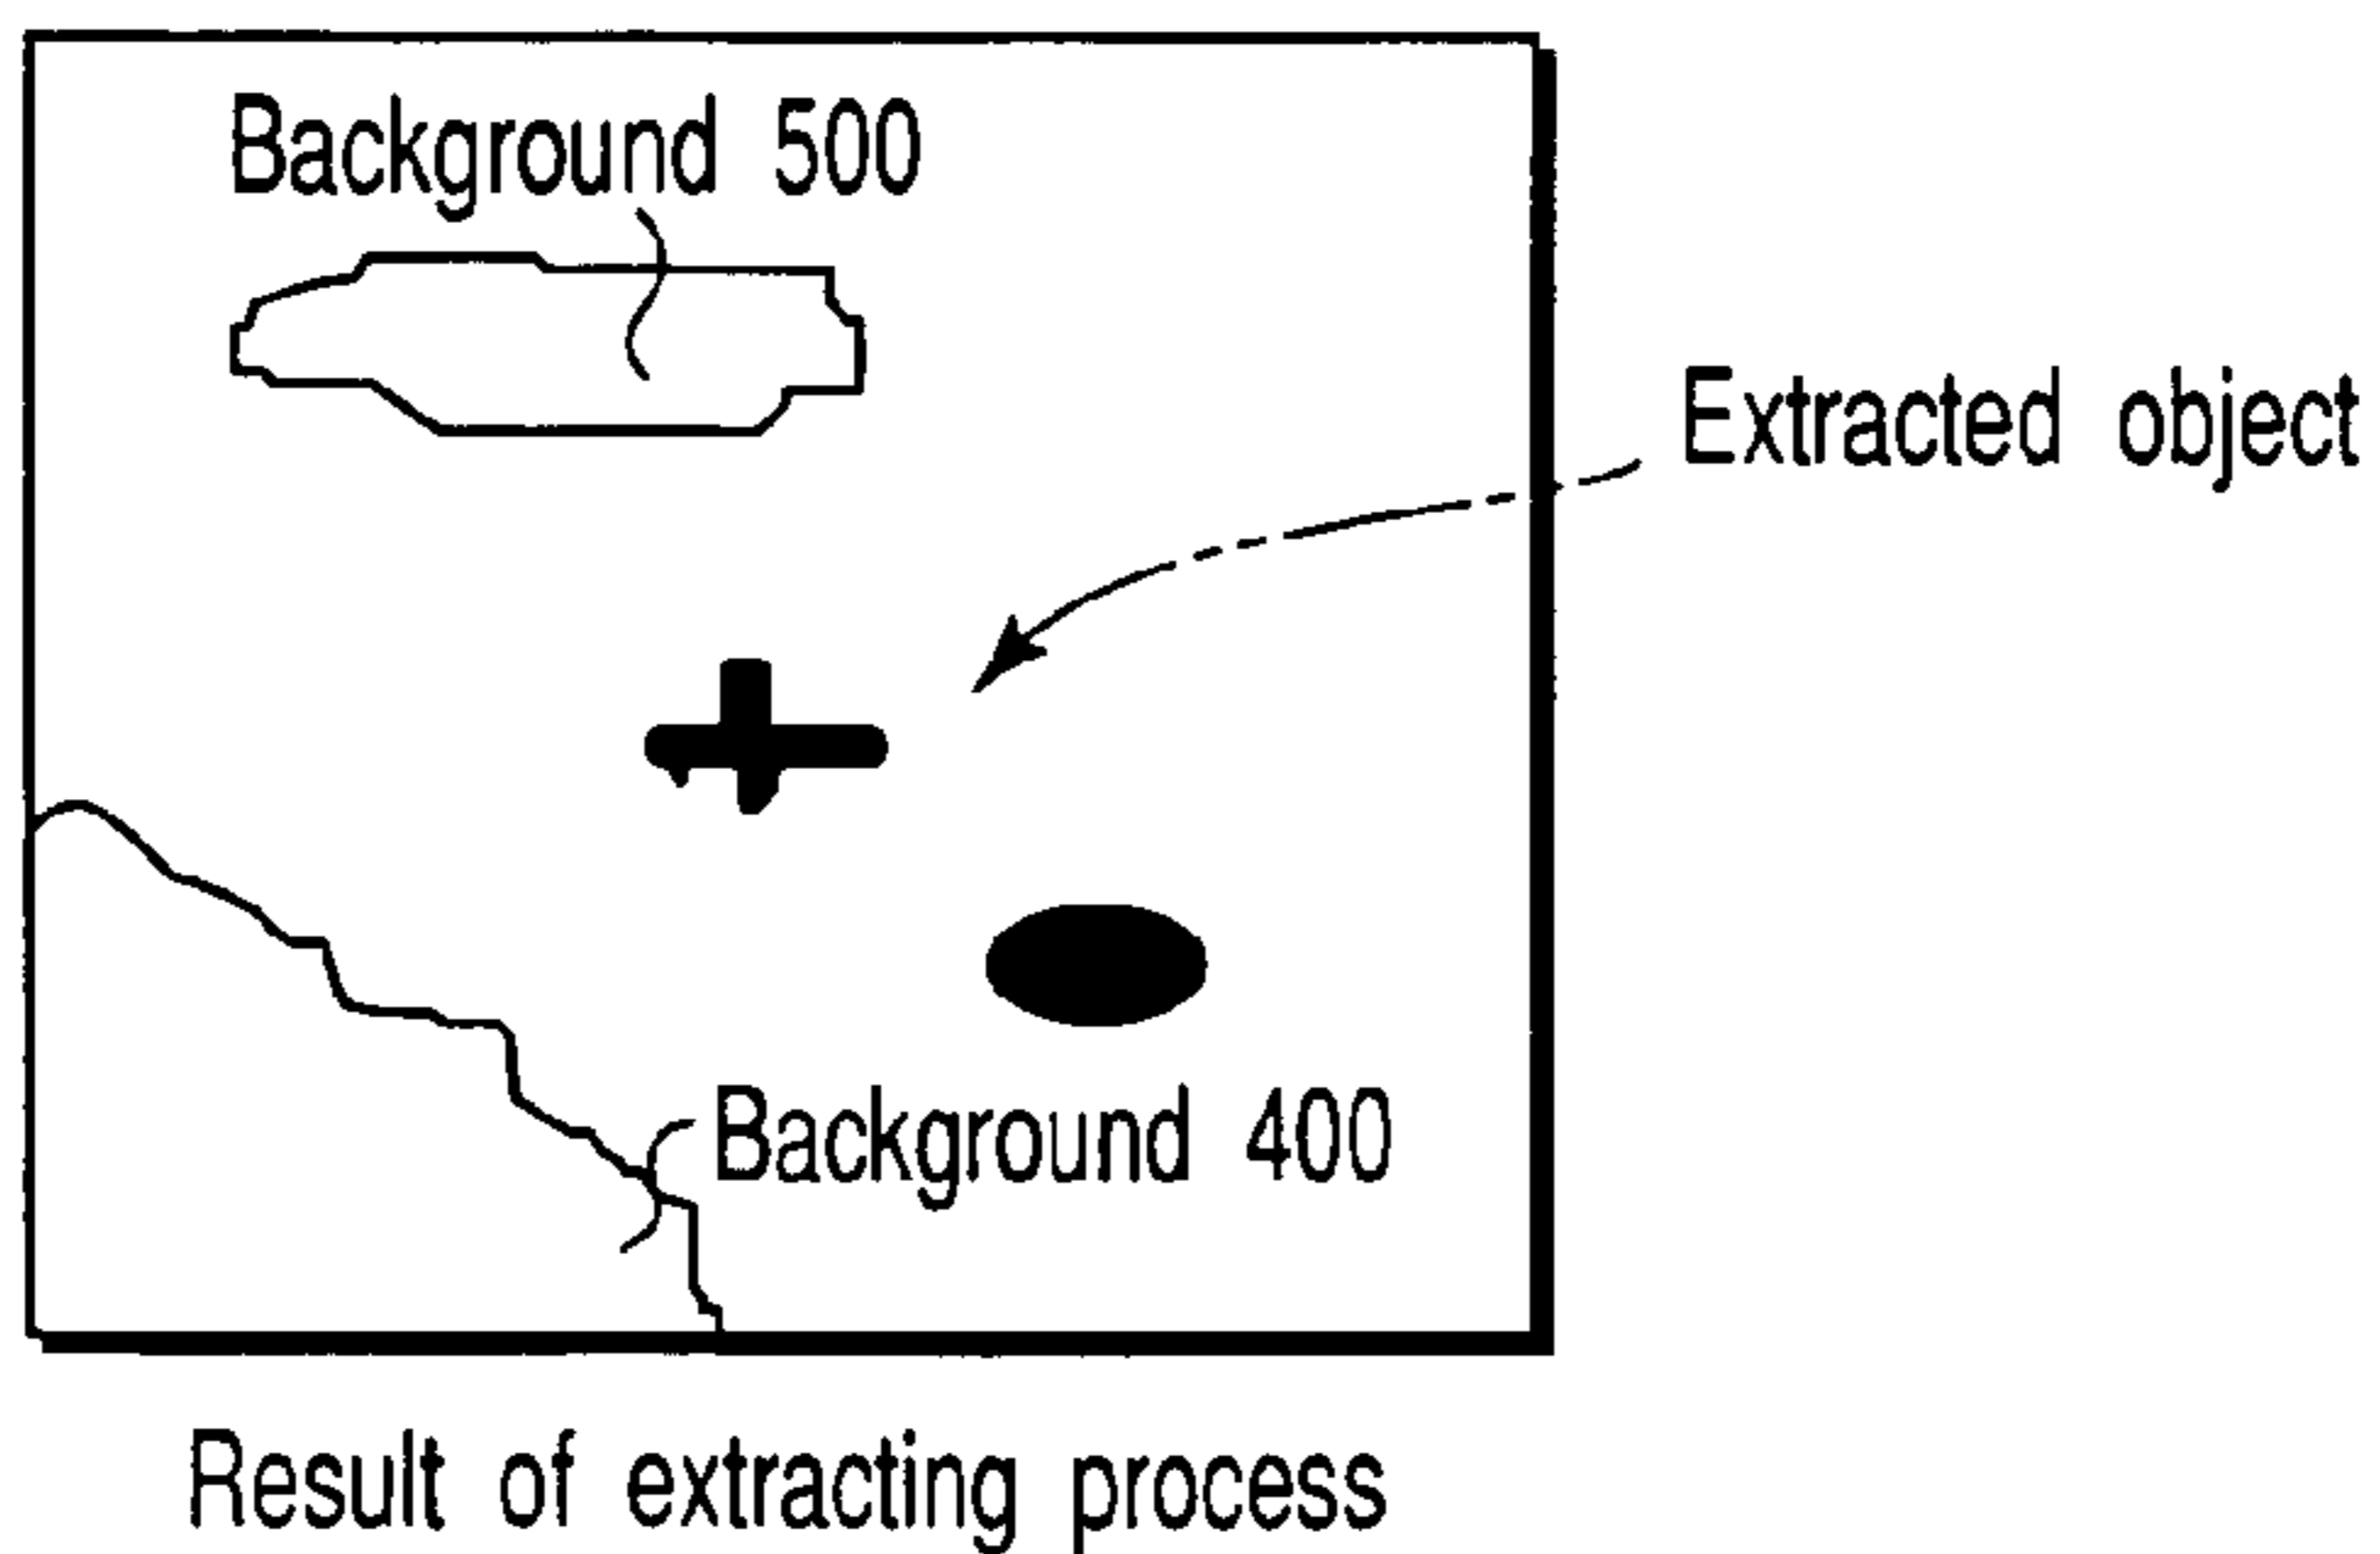 Background 500
Extracted object
Background 400
Result of extracting process